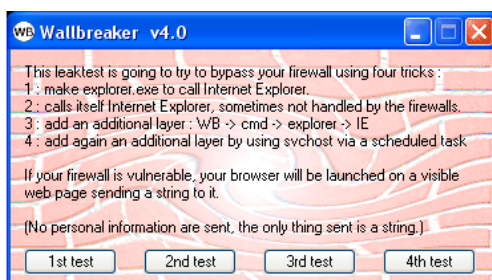 WB Wallbreaker v4.0
This leaktest is going to try to bypass your firewall using four tricks :
1 : make explorer.exe to call Internet Explorer.
2 : calls itself Internet Explorer, sometimes not handled by the firewalls.
3 : add an additional layer : WB -> cmd -> explorer -> IE
4 : add again an additional layer by using svchost via a scheduled task
If your firewall is vulnerable, your browser will be launched on a visible
web page sending a string to it.
(No personal information are sent, the only thing sent is a string.)
1st test 2nd test 3rd test 4th test